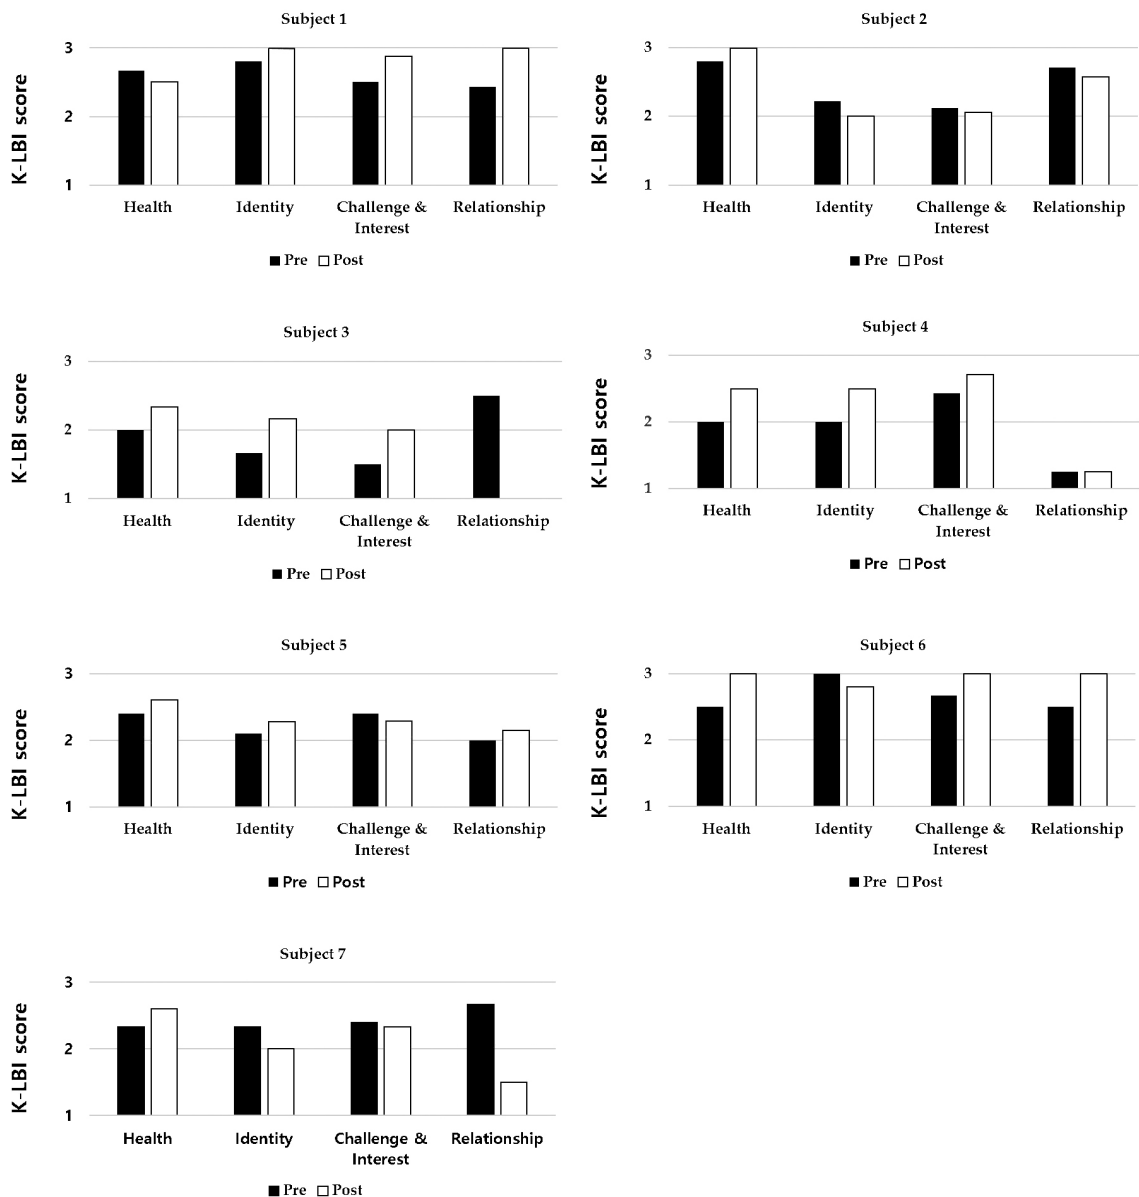 Subject 1
K-LBI score
3
2
1
Health Identity Challenge & Relationship
Interest
Pre Post
Subject 2
K-LBI score
3
2
1
Health Identity Challenge & Relationship
Interest
Pre Post
Subject 3
K-LBI score
3
2
1
Health Identity Challenge & Relationship
Interest
Pre Post
Subject 4
K-LBI score
3
2
1
Health Identity Challenge & Relationship
Interest
Pre Post
Subject 5
K-LBI score
3
2
1
Health Identity Challenge & Relationship
Interest
Pre Post
Subject 6
K-LBI score
3
2
1
Health Identity Challenge & Relationship
Interest
Pre Post
Subject 7
K-LBI score
3
2
1
Health Identity Challenge & Relationship
Interest
Pre Post